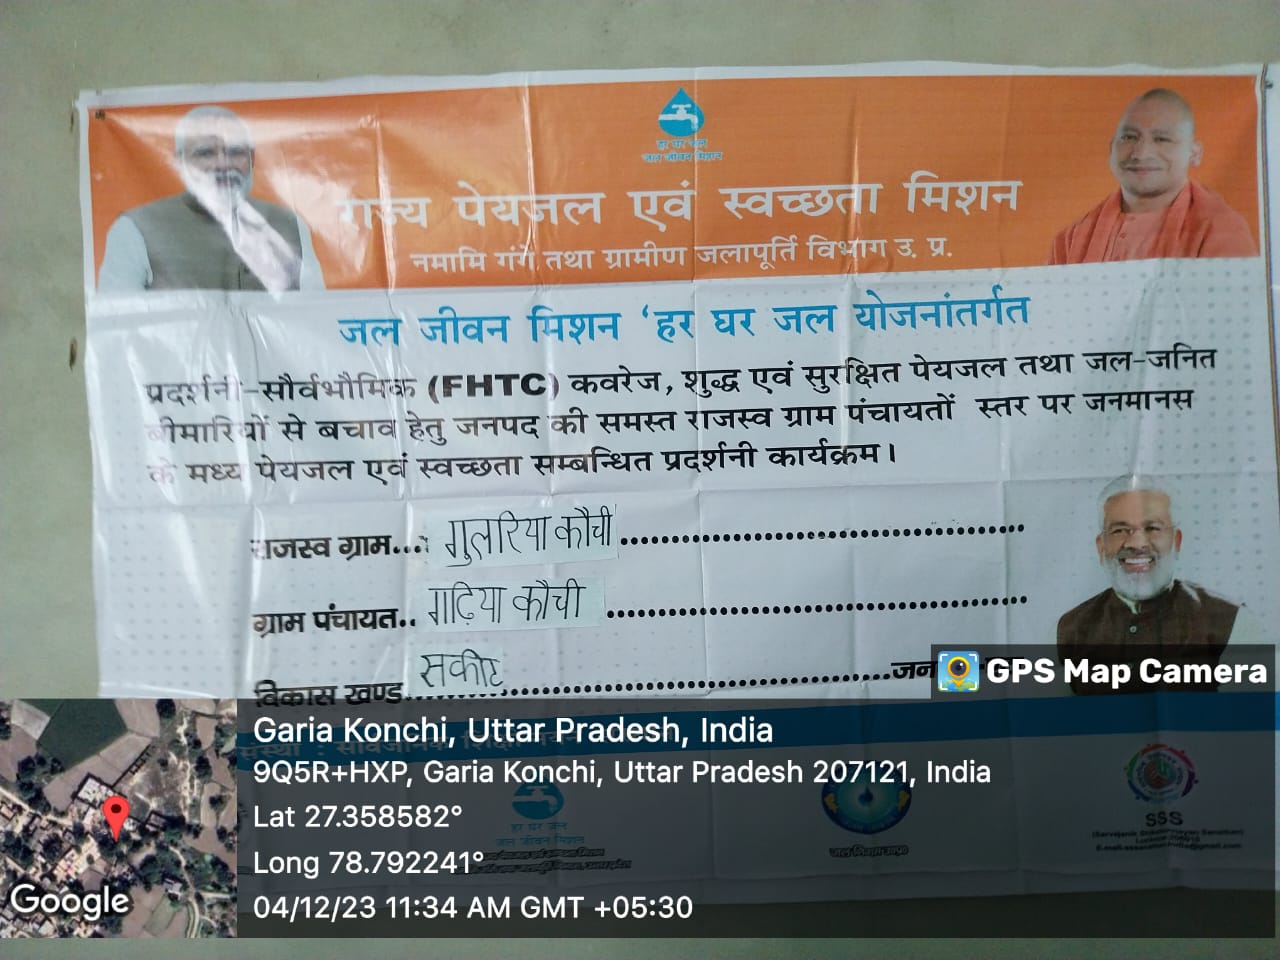 हर घर जल
जल जीवन मिशन
राज्य पेयजल एवं स्वच्छता मिशन
नमामि गंगे तथा ग्रामीण जलापूर्ति विभाग उ. प्र.
जल जीवन मिशन 'हर घर जल योजनांतर्गत
प्रदर्शनी-सौर्वभौमिक (FHTC) कवरेज, शुद्ध एवं सुरक्षित पेयजल तथा जल-जनित
बीमारियों से बचाव हेतु जनपद की समस्त राजस्व ग्राम पंचायतों स्तर पर जनमानस
के मध्य पेयजल एवं स्वच्छता सम्बन्धित प्रदर्शनी कार्यक्रम।
राजस्व ग्राम.... गुलरिया कौची
ग्राम पंचायत.. गढ़िया कौची
विकास खण्ड. सकीट जन
GPS Map Camera
Garia Konchi, Uttar Pradesh, India
9Q5R+HXP, Garia Konchi, Uttar Pradesh 207121, India
Lat 27.358582°
Long 78.792241°
04/12/23 11:34 AM GMT +05:30
Google
हर घर जल
जल जीवन मिशन
SSS